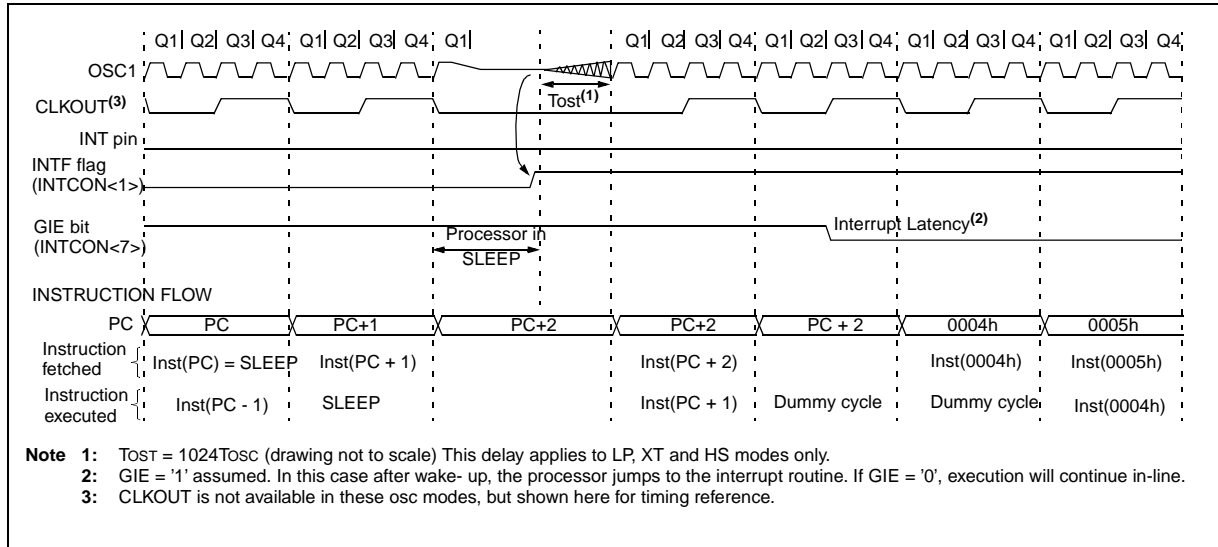 Q1 Q2 Q3 Q4 Q1 Q2 Q3 Q4 Q1 Q1 Q2 Q3 Q4 Q1 Q2 Q3 Q4 Q1 Q2 Q3 Q4 Q1 Q2 Q3 Q4
OSC1
Tost(1)
CLKOUT(3)
INT pin
INTF flag
(INTCON<1>)
GIE bit
(INTCON<7>)
Processor in
SLEEP
Interrupt Latency(2)
INSTRUCTION FLOW
PC PC PC+1 PC+2 PC+2 PC + 2 0004h 0005h
Instruction
fetched
Inst(PC) = SLEEP Inst(PC + 1) Inst(PC + 2) Inst(0004h) Inst(0005h)
Instruction
executed
Inst(PC - 1) SLEEP Inst(PC + 1) Dummy cycle Dummy cycle Inst(0004h)
Note 1: TOST = 1024TOSC (drawing not to scale) This delay applies to LP, XT and HS modes only.
2: GIE = '1' assumed. In this case after wake- up, the processor jumps to the interrupt routine. If GIE = '0', execution will continue in-line.
3: CLKOUT is not available in these osc modes, but shown here for timing reference.